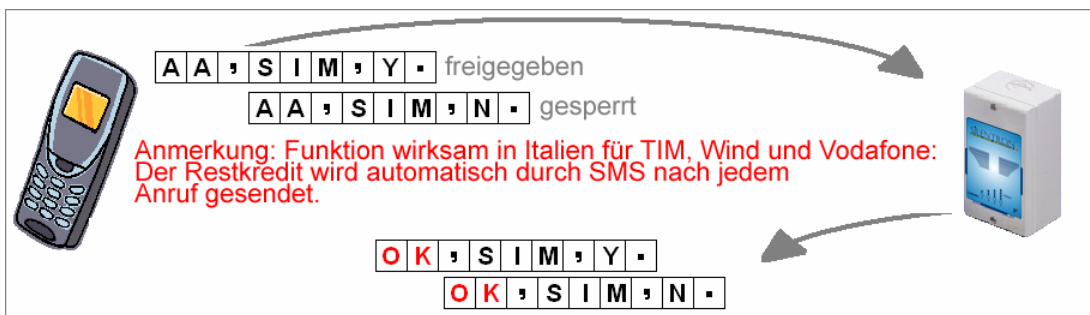 AA,SIM,Y. freigegeben
AA,SIM,N. gesperrt
Anmerkung: Funktion wirksam in Italien für TIM, Wind und Vodafone:
Der Restkredit wird automatisch durch SMS nach jedem
Anruf gesendet.
OK,SIM,Y.
OK,SIM,N.